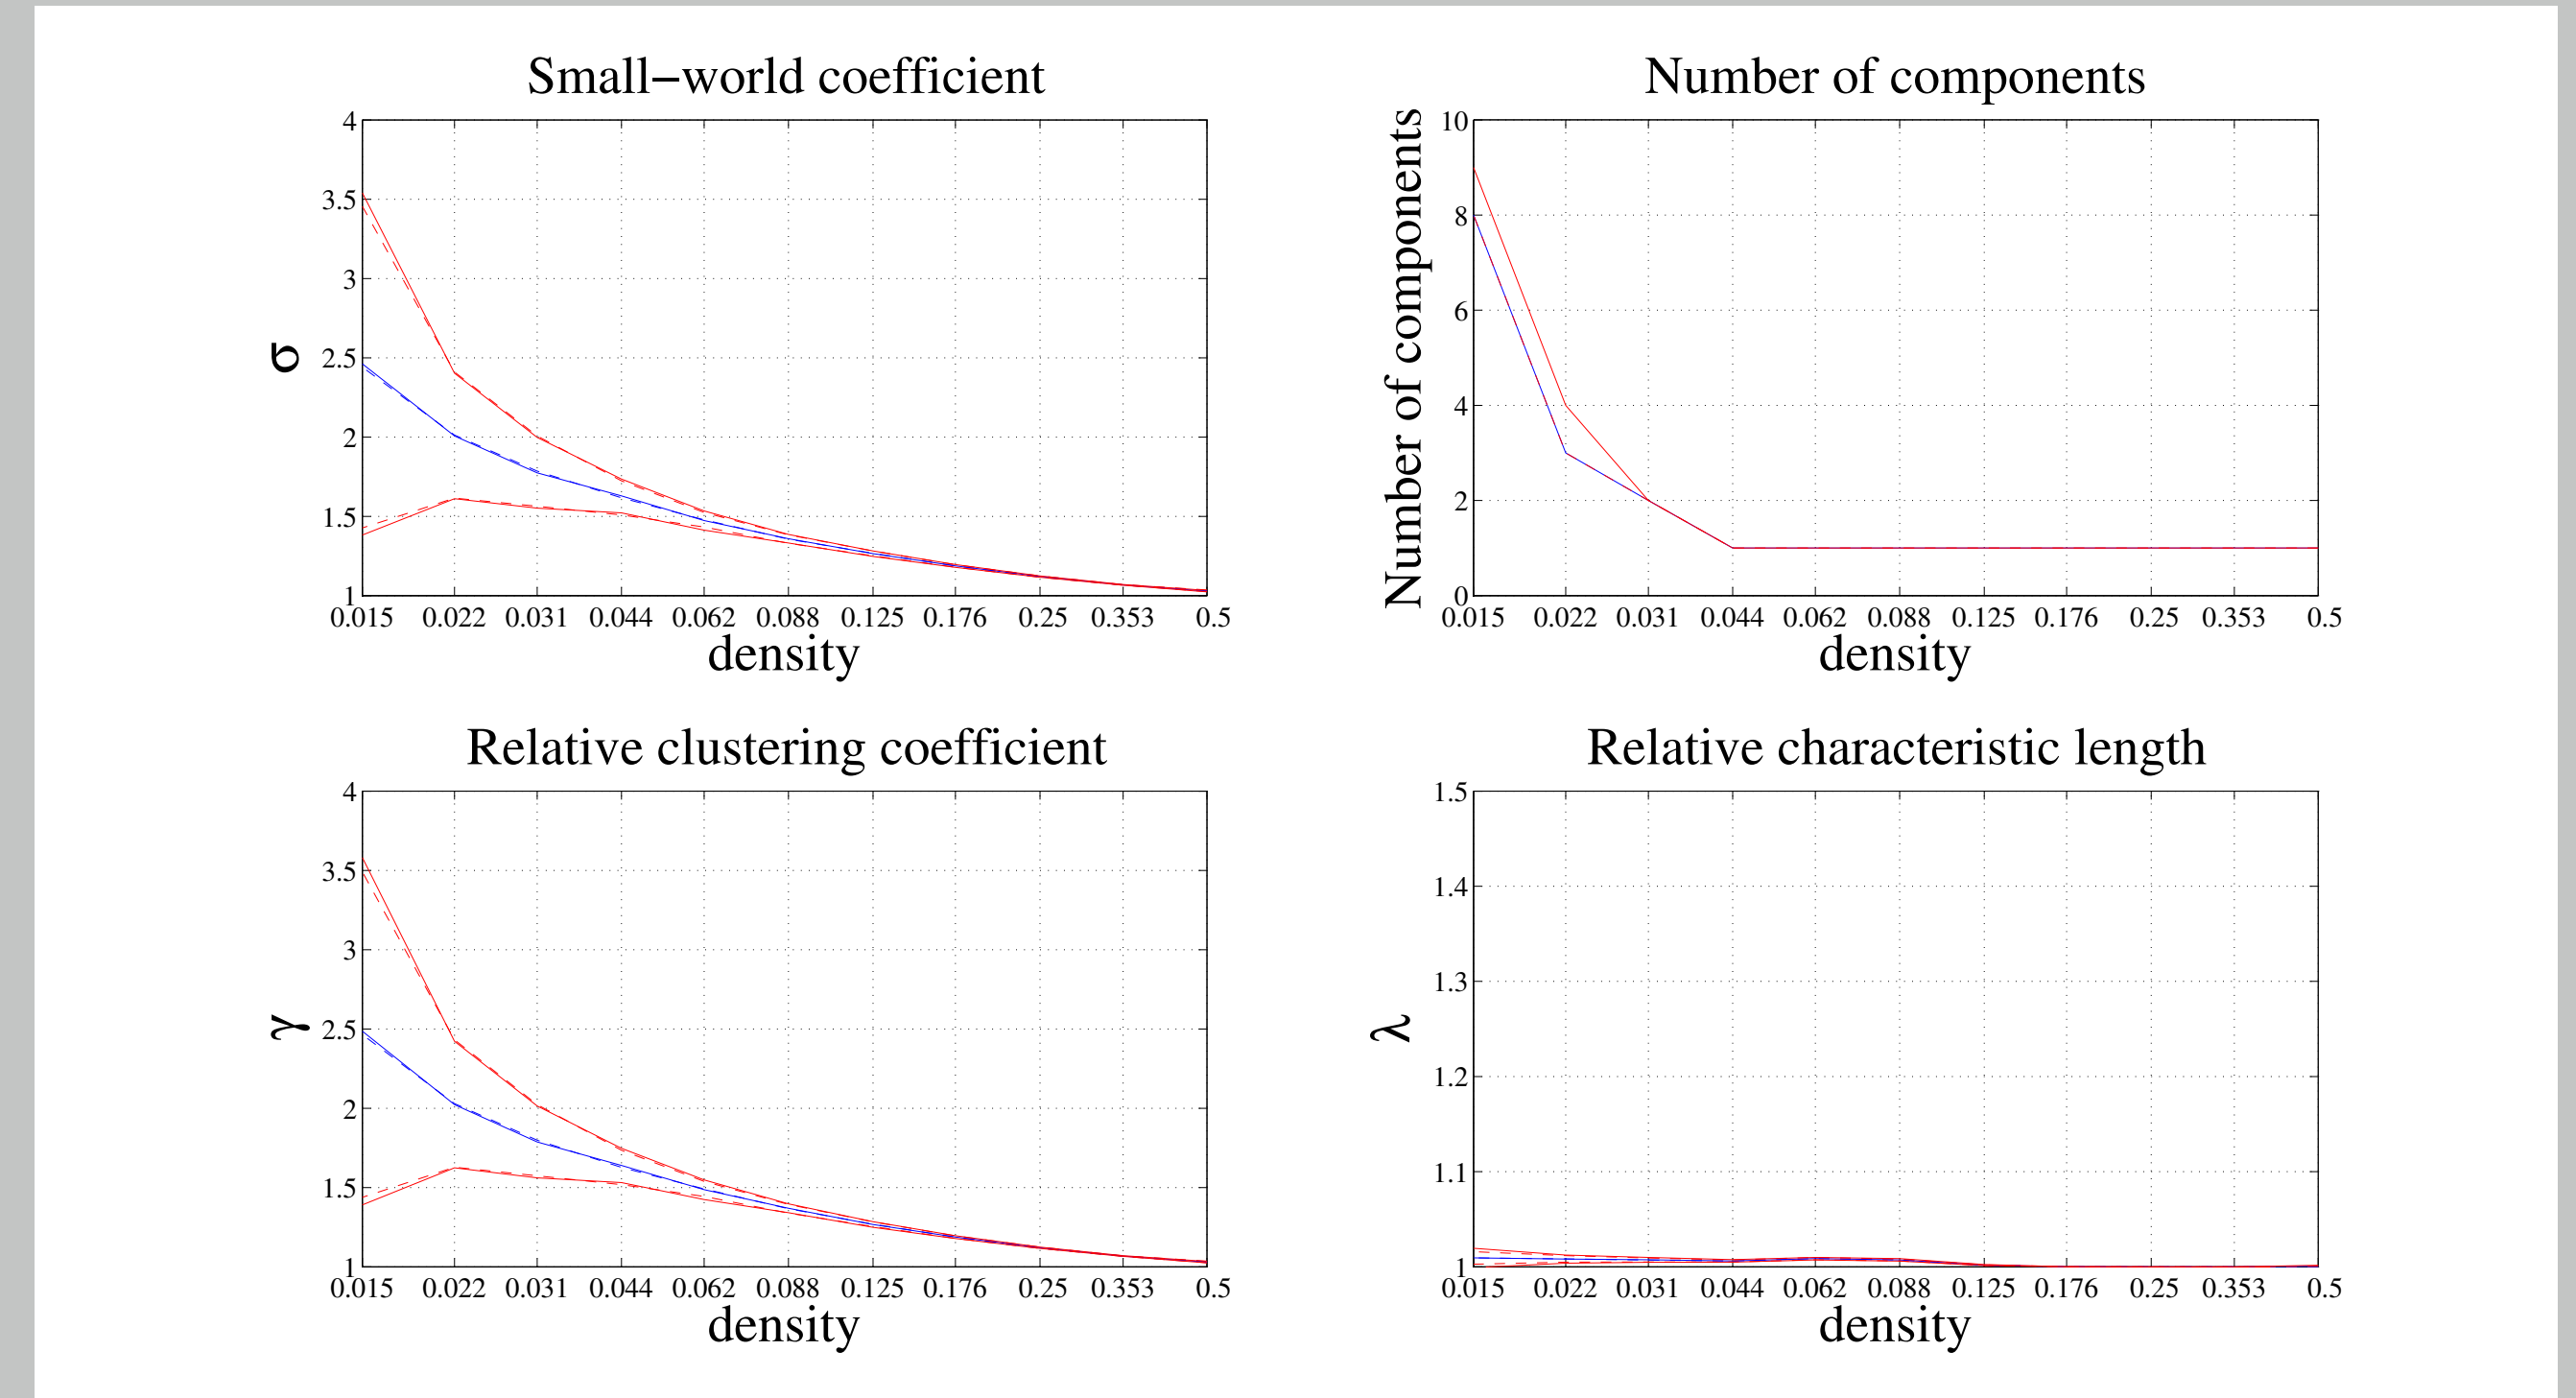 Small−world coefficient
4
3.5
3
2.5
2
1.5
1
σ
0.015 0.022 0.031 0.044 0.062 0.088 0.125 0.176 0.25 0.353 0.5
density
Number of components
10
8
6
4
2
0
Number of components
0.015 0.022 0.031 0.044 0.062 0.088 0.125 0.176 0.25 0.353 0.5
density
Relative clustering coefficient
4
3.5
3
2.5
2
1.5
1
γ
0.015 0.022 0.031 0.044 0.062 0.088 0.125 0.176 0.25 0.353 0.5
density
Relative characteristic length
1.5
1.4
1.3
1.2
1.1
1
λ
0.015 0.022 0.031 0.044 0.062 0.088 0.125 0.176 0.25 0.353 0.5
density